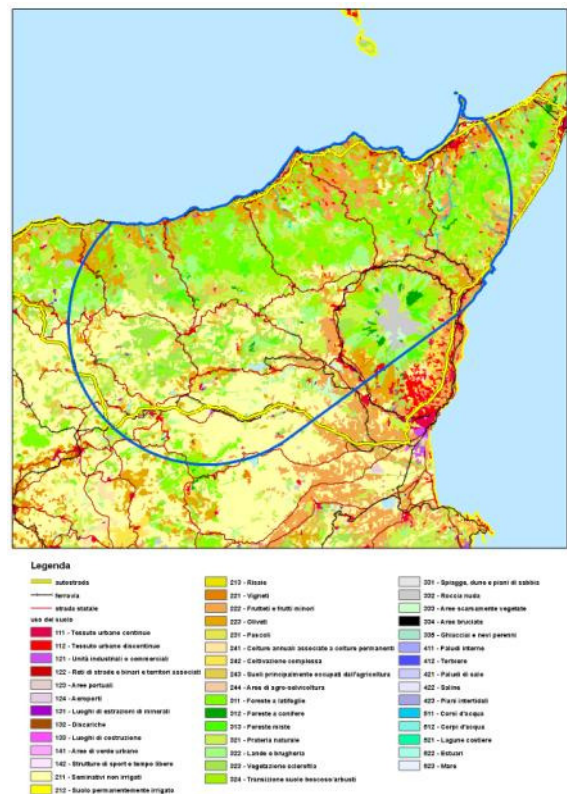 Legenda
autostrada
ferrovia
strada statale
uso del suolo
111 - Tessuto urbano continuo
112 - Tessuto urbano discontinuo
121 - Unità industriali o commerciali
122 - Reti di strade e binari e territori associati
123 - Aree portuali
124 - Aeroporti
131 - Luoghi di estrazioni di minerali
132 - Discariche
133 - Luoghi di costruzione
141 - Aree di verde urbano
142 - Strutture di sport e tempo libero
211 - Seminativi non irrigati
212 - Suolo permanentemente irrigato
213 - Risaie
221 - Vigneti
222 - Frutteti e frutti minori
223 - Oliveti
231 - Pascoli
241 - Colture annuali associate a colture permanenti
242 - Coltivazione complessa
243 - Suoli principalmente occupati dall'agricoltura
244 - Aree di agro-selvicoltura
311 - Foreste a latifoglie
312 - Foreste a conifere
313 - Foreste miste
321 - Prateria naturale
322 - Lande e brugheria
323 - Vegetazione sclerofila
324 - Transizione suolo boscoso/arbusti
331 - Spiagge, dune e piani di sabbia
332 - Roccia nuda
333 - Aree scarsamente vegetate
334 - Aree bruciate
335 - Ghiacciai e nevi perenni
411 - Paludi interne
412 - Torbiere
421 - Paludi di sale
422 - Saline
423 - Piani intertidali
511 - Corsi d'acqua
512 - Corpi d'acqua
521 - Lagune costiere
522 - Estuari
523 - Mare